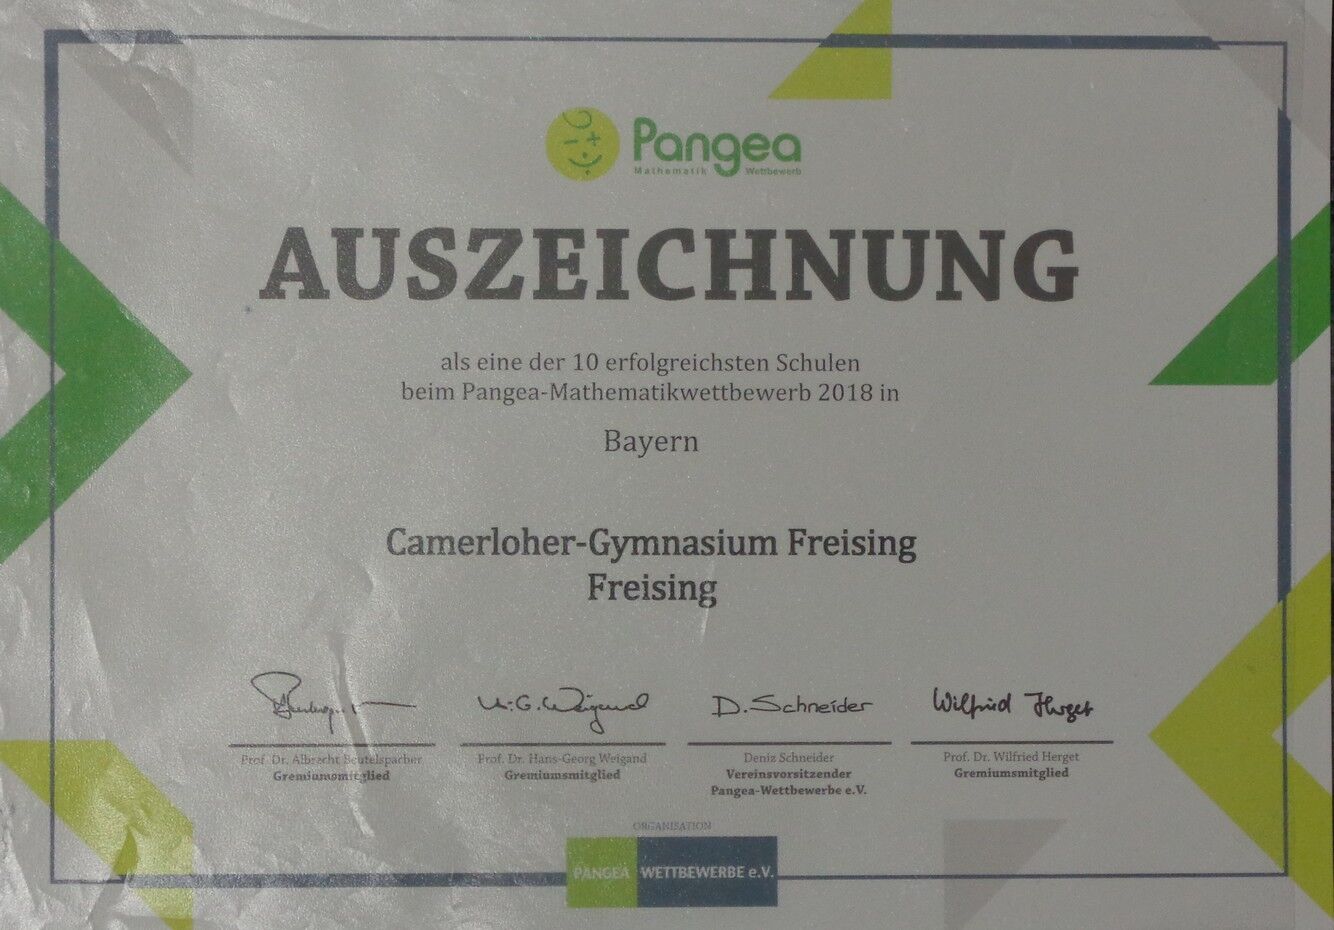 Pangea
Mathematik Wettbewerb
AUSZEICHNUNG
als eine der 10 erfolgreichsten Schulen
beim Pangea-Mathematikwettbewerb 2018 in
Bayern
Camerloher-Gymnasium Freising
Freising
H.-G. Weigand
D. Schneider
Wilfried Herget
Prof. Dr. Albrecht Beutelspacher
Gremiumsmitglied
Prof. Dr. Hans-Georg Weigand
Gremiumsmitglied
Deniz Schneider
Vereinsvorsitzender
Pangea-Wettbewerbe e.V.
Prof. Dr. Wilfried Herget
Gremiumsmitglied
ORGANISATION
PANGEA WETTBEWERBE e.V.